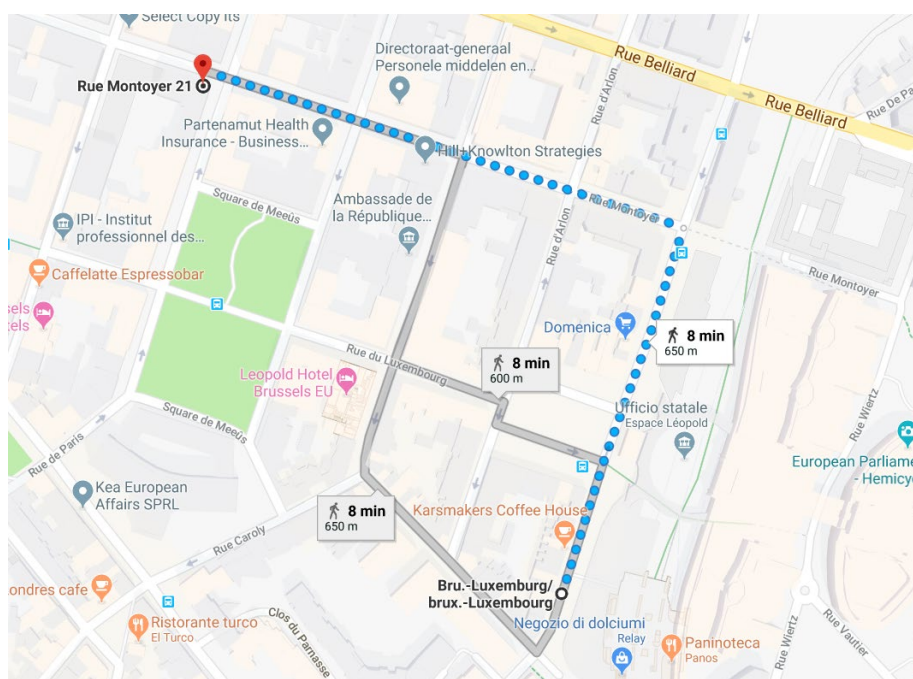 Select Copy Its
Rue Montoyer 21
Directoraat-generaal
Personele middelen en...
Rue Belliard
Rue Belliard
Rue d'Arlon
Partenamut Health
Insurance - Business...
Hill+Knowlton Strategies
Square de Meeûs
Ambassade de
la République...
Rue Montoyer
Rue d'Arlon
IPI - Institut
professionnel des...
Caffelatte Espressobar
Rue Montoyer
Domenica
8 min
650 m
Rue du Luxembourg
8 min
600 m
Leopold Hotel
Brussels EU
Square de Meeûs
Ufficio statale
Espace Léopold
Rue Wiertz
European Parliame
- Hemicyc
Rue de Paris
Kea European
Affairs SPRL
8 min
650 m
Karsmakers Coffee House
Rue Caroly
Bru.-Luxemburg/
brux.-Luxembourg
ondres cafe
Ristorante turco
El Turco
Clos du Parnasse
Negozio di dolciumi
Relay
Paninoteca
Panos
Rue Wiertz
Rue Vautier